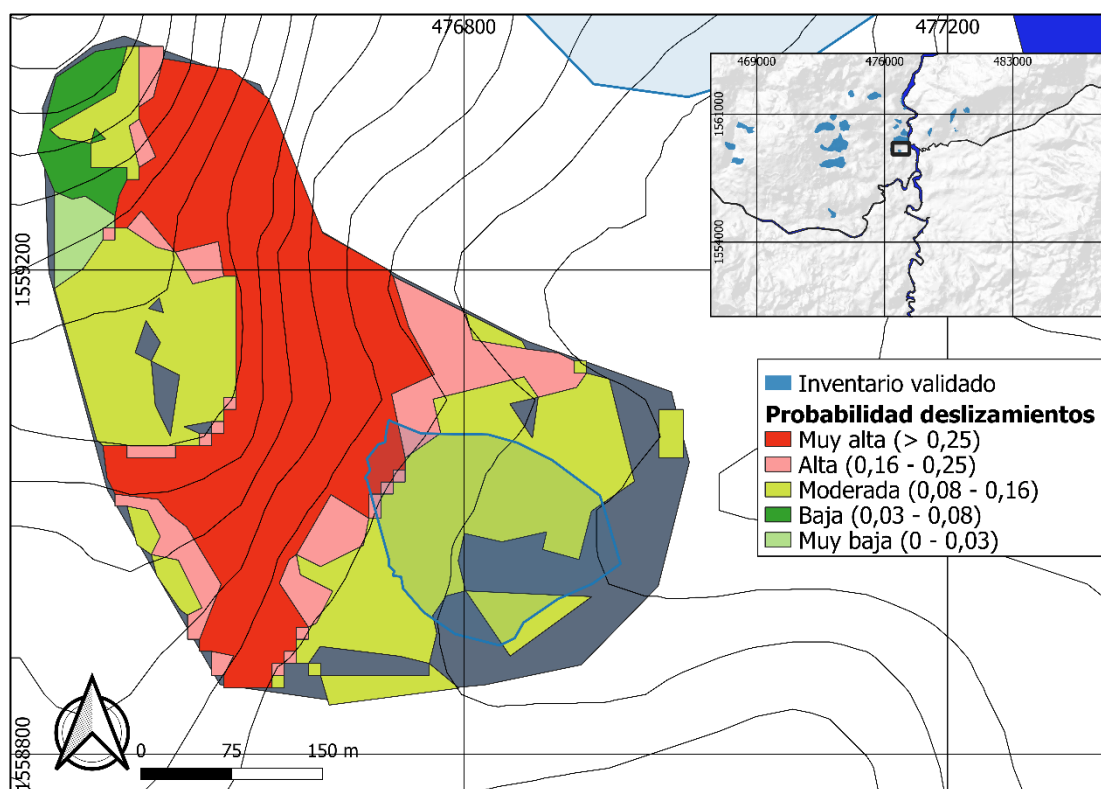 476800
477200
469000
476000
483000
1561000
1554000
1559200
Inventario validado
Probabilidad deslizamientos
Muy alta (> 0,25)
Alta (0,16 - 0,25)
Moderada (0,08 - 0,16)
Baja (0,03 - 0,08)
Muy baja (0 - 0,03)
1558800
0
75
150 m